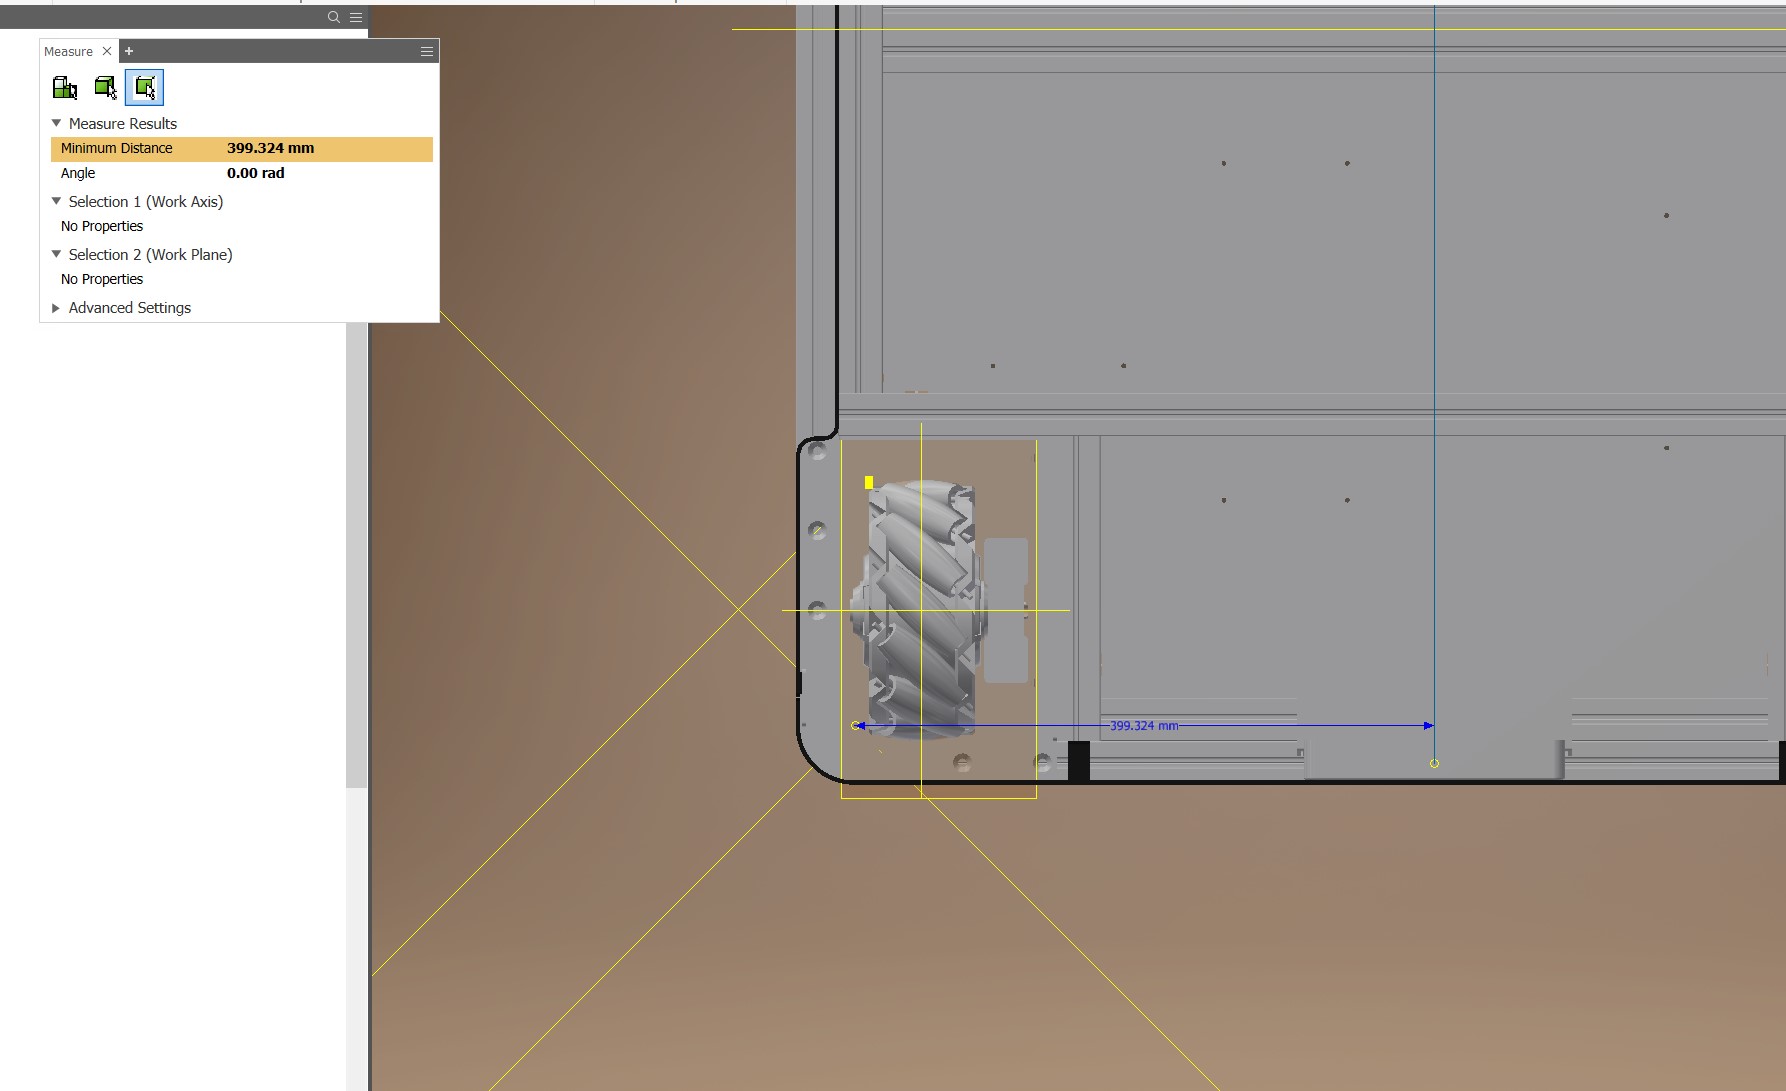 Measure
Measure Results
Minimum Distance 399.324 mm
Angle 0.00 rad
Selection 1 (Work Axis)
No Properties
Selection 2 (Work Plane)
No Properties
Advanced Settings
399.324 mm